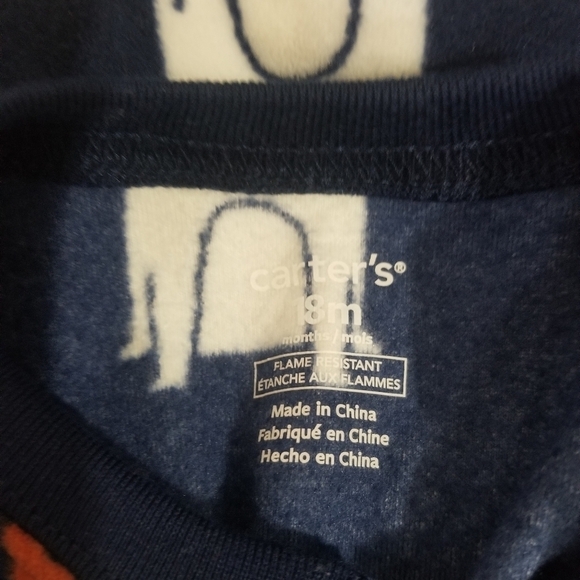 carter's®
18m
months / mois
FLAME RESISTANT
ÉTANCHE AUX FLAMMES
Made in China
Fabriqué en Chine
Hecho en China